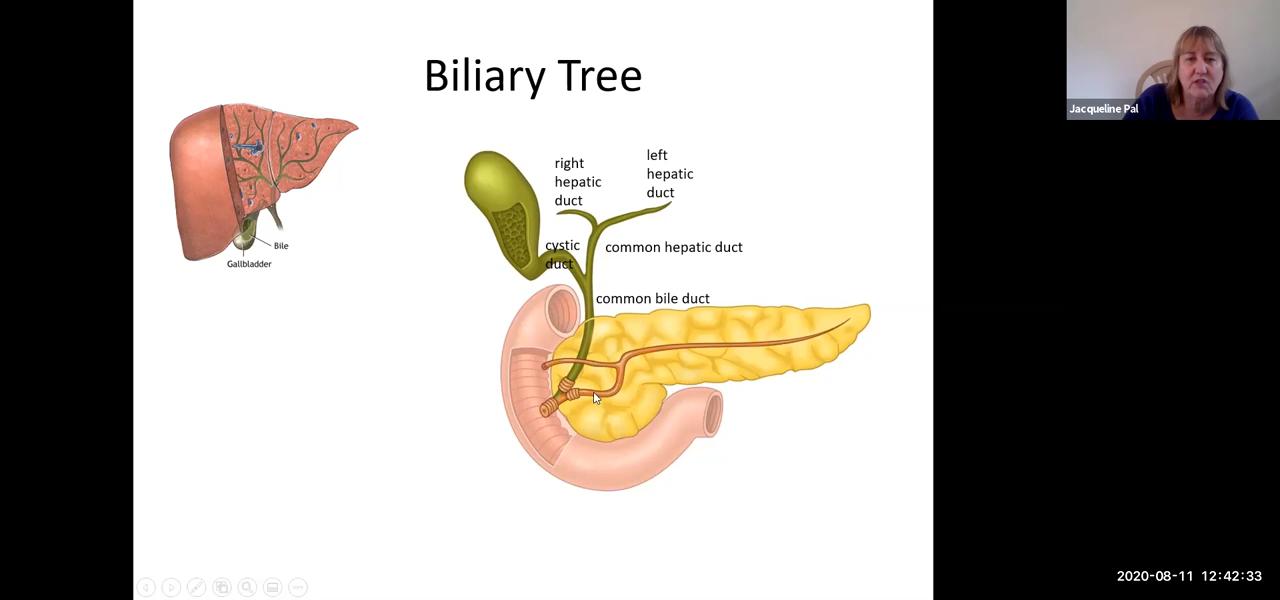 Biliary Tree
Bile
Gallbladder
right
hepatic
duct
left
hepatic
duct
cystic
duct
common hepatic duct
common bile duct
Jacqueline Pal
2020-08-11 12:42:33